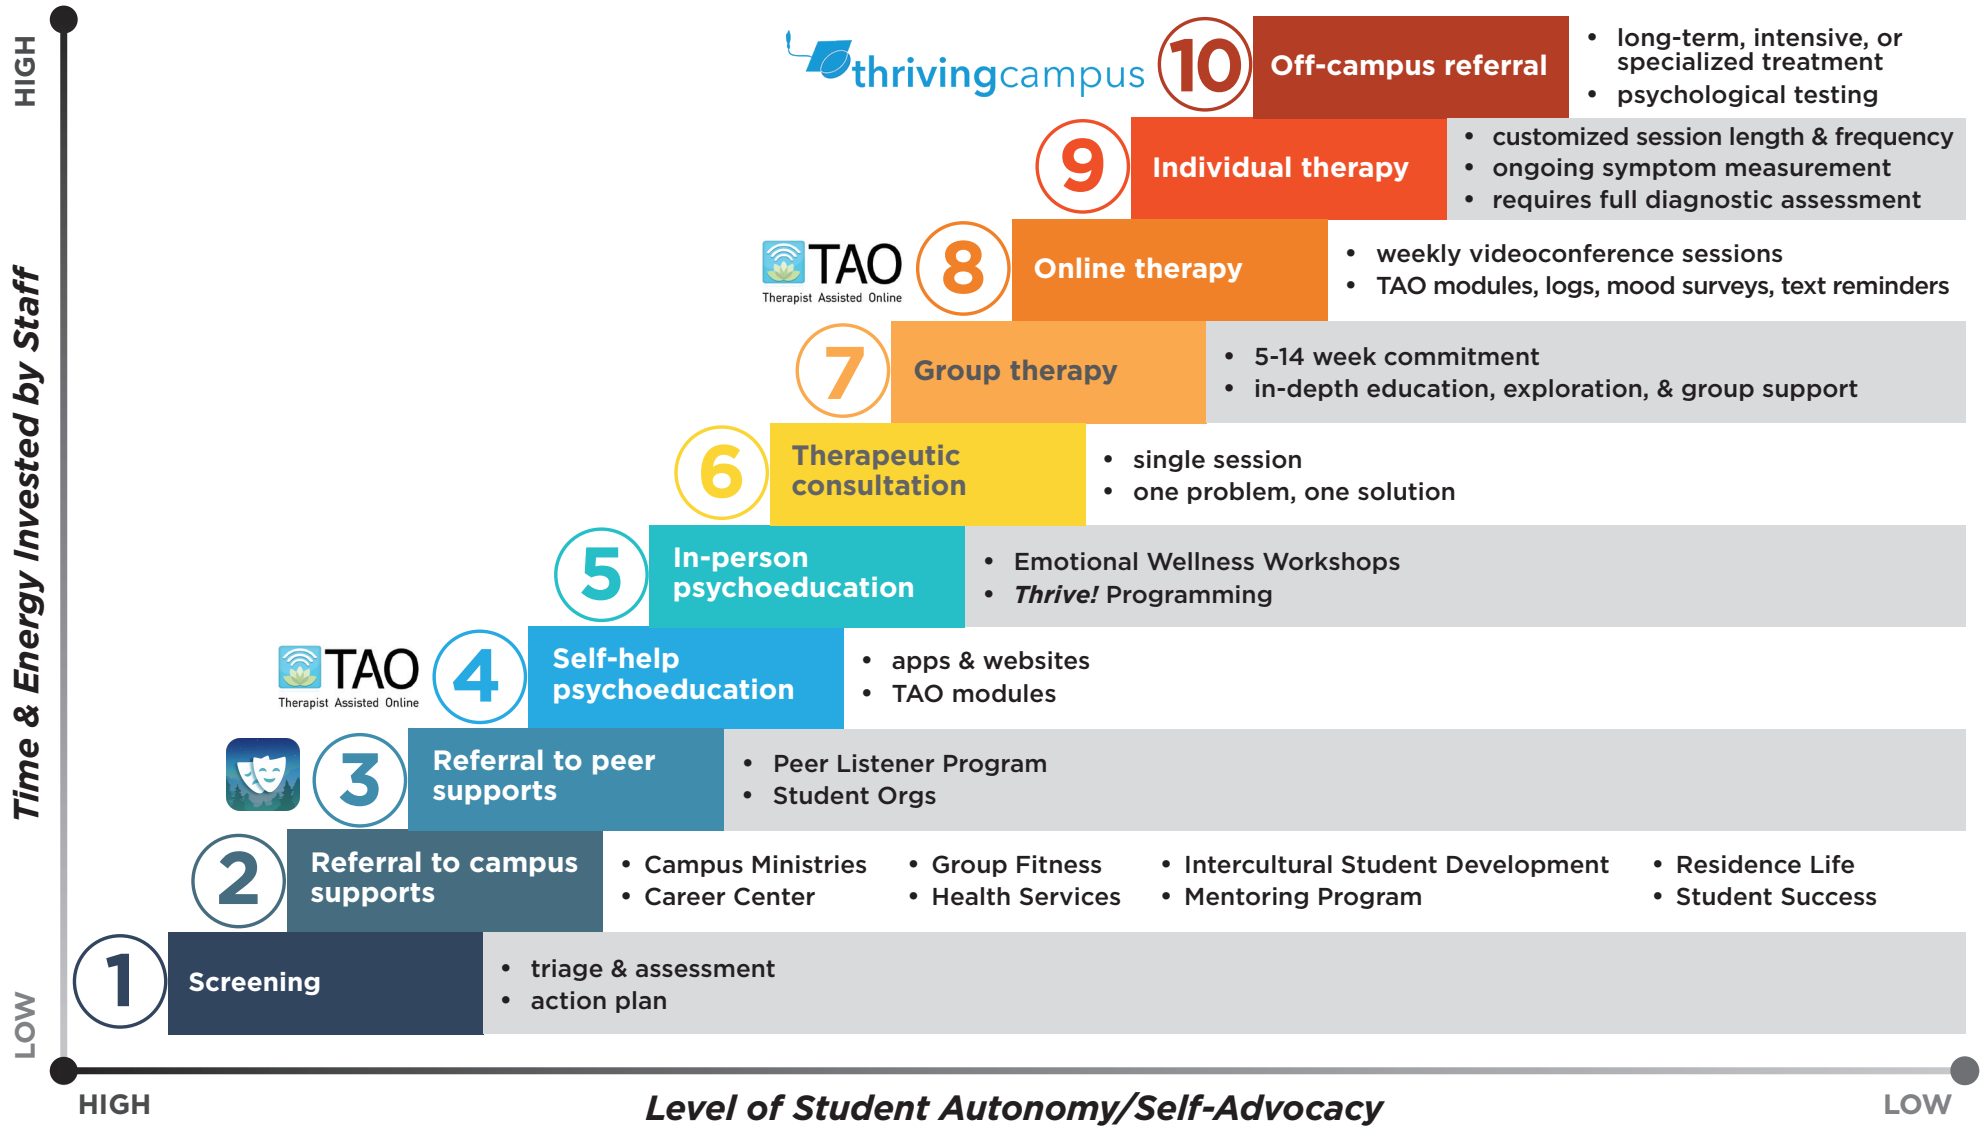 HIGH
thrivingcampus
10
Off-campus referral
• long-term, intensive, or
specialized treatment
• psychological testing
9
Individual therapy
• customized session length & frequency
• ongoing symptom measurement
• requires full diagnostic assessment
TAO
Therapist Assisted Online
8
Online therapy
• weekly videoconference sessions
• TAO modules, logs, mood surveys, text reminders
7
Group therapy
• 5-14 week commitment
• in-depth education, exploration, & group support
6
Therapeutic
consultation
• single session
• one problem, one solution
5
In-person
psychoeducation
• Emotional Wellness Workshops
• Thrive! Programming
TAO
Therapist Assisted Online
4
Self-help
psychoeducation
• apps & websites
• TAO modules
3
Referral to peer
supports
• Peer Listener Program
• Student Orgs
2
Referral to campus
supports
• Campus Ministries
• Career Center
• Group Fitness
• Health Services
• Intercultural Student Development
• Mentoring Program
• Residence Life
• Student Success
1
Screening
• triage & assessment
• action plan
Time & Energy Invested by Staff
LOW
HIGH
Level of Student Autonomy/Self-Advocacy
LOW